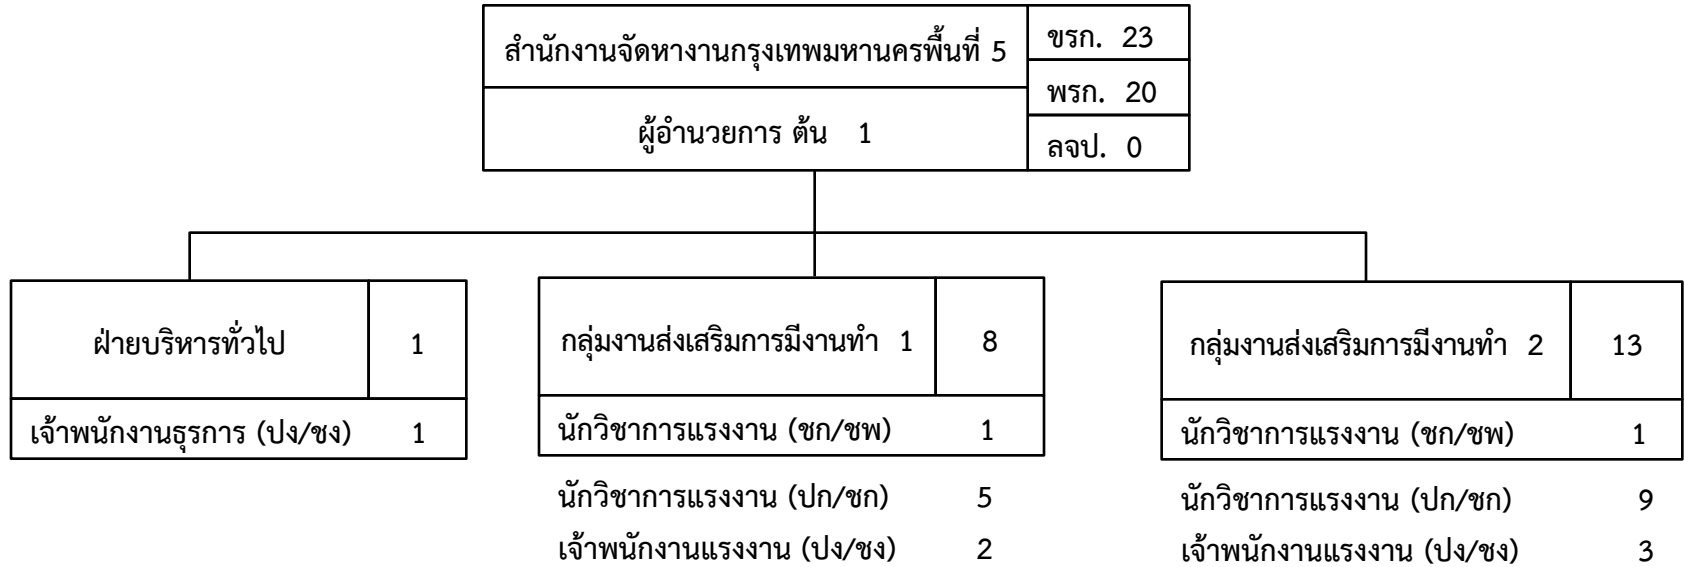 สำนักงานจัดหางานกรุงเทพมหานครพื้นที่ 5
ขรก. 23
พรก. 20
ผู้อำนวยการ ต้น 1
ลจป. 0
ฝ่ายบริหารทั่วไป 1
เจ้าพนักงานธุรการ (ปง/ชง) 1
กลุ่มงานส่งเสริมการมีงานทำ 1 8
นักวิชาการแรงงาน (ชก/ชพ) 1
นักวิชาการแรงงาน (ปก/ชก) 5
เจ้าพนักงานแรงงาน (ปง/ชง) 2
กลุ่มงานส่งเสริมการมีงานทำ 2 13
นักวิชาการแรงงาน (ชก/ชพ) 1
นักวิชาการแรงงาน (ปก/ชก) 9
เจ้าพนักงานแรงงาน (ปง/ชง) 3